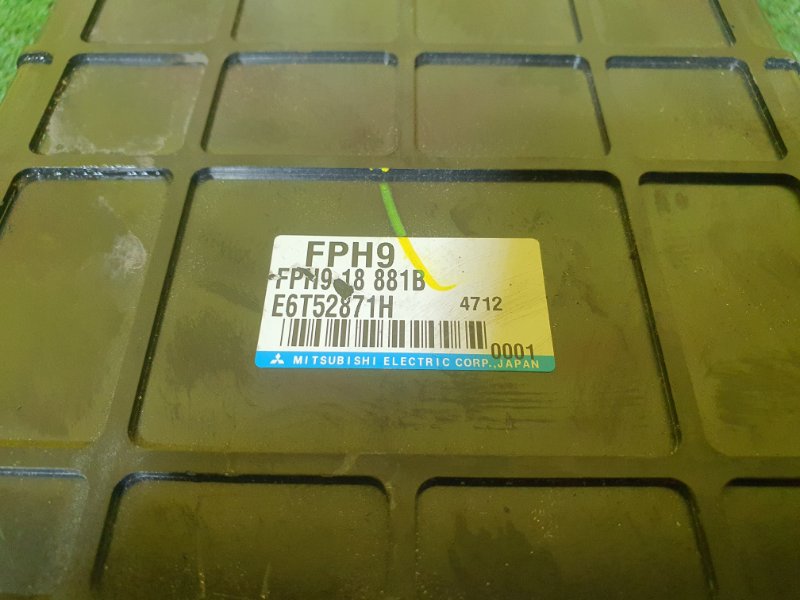 FPH9
FPH9 18 881B
E6T52871H 4712
0001
MITSUBISHI ELECTRIC CORP.,JAPAN